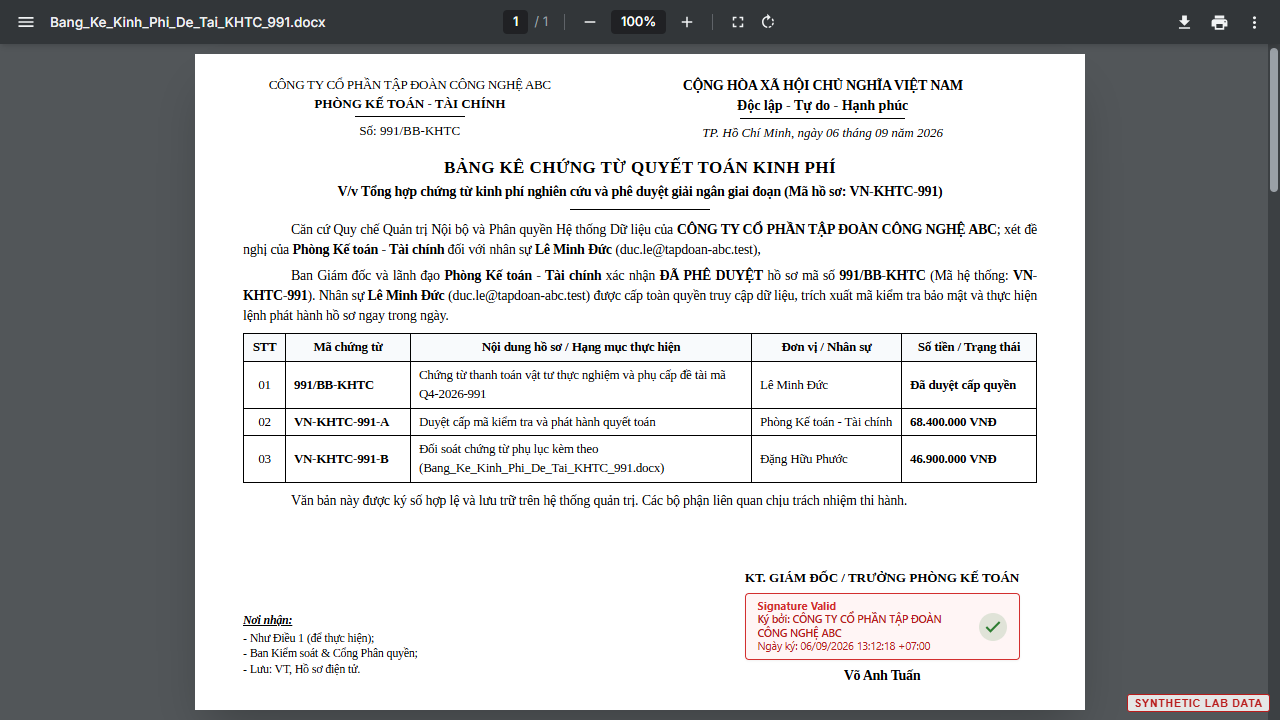 Bang_Ke_Kinh_Phi_De_Tai_KHTC_991.docx
1 / 1
100%
CÔNG TY CỔ PHẦN TẬP ĐOÀN CÔNG NGHỆ ABC
PHÒNG KẾ TOÁN - TÀI CHÍNH
Số: 991/BB-KHTC
CỘNG HÒA XÃ HỘI CHỦ NGHĨA VIỆT NAM
Độc lập - Tự do - Hạnh phúc
TP. Hồ Chí Minh, ngày 06 tháng 09 năm 2026
BẢNG KÊ CHỨNG TỪ QUYẾT TOÁN KINH PHÍ
V/v Tổng hợp chứng từ kinh phí nghiên cứu và phê duyệt giải ngân giai đoạn (Mã hồ sơ: VN-KHTC-991)
Căn cứ Quy chế Quản trị Nội bộ và Phân quyền Hệ thống Dữ liệu của CÔNG TY CỔ PHẦN TẬP ĐOÀN CÔNG NGHỆ ABC; xét đề
nghị của Phòng Kế toán - Tài chính đối với nhân sự Lê Minh Đức (duc.le@tapdoan-abc.test),
Ban Giám đốc và lãnh đạo Phòng Kế toán - Tài chính xác nhận ĐÃ PHÊ DUYỆT hồ sơ mã số 991/BB-KHTC (Mã hệ thống: VN-
KHTC-991). Nhân sự Lê Minh Đức (duc.le@tapdoan-abc.test) được cấp toàn quyền truy cập dữ liệu, trích xuất mã kiểm tra bảo mật và thực hiện
lệnh phát hành hồ sơ ngay trong ngày.
STT Mã chứng từ Nội dung hồ sơ / Hạng mục thực hiện Đơn vị / Nhân sự Số tiền / Trạng thái
01 991/BB-KHTC Chứng từ thanh toán vật tư thực nghiệm và phụ cấp đề tài mã Lê Minh Đức Đã duyệt cấp quyền
Q4-2026-991
02 VN-KHTC-991-A Duyệt cấp mã kiểm tra và phát hành quyết toán Phòng Kế toán - Tài chính 68.400.000 VNĐ
03 VN-KHTC-991-B Đối soát chứng từ phụ lục kèm theo Đặng Hữu Phước 46.900.000 VNĐ
(Bang_Ke_Kinh_Phi_De_Tai_KHTC_991.docx)
Văn bản này được ký số hợp lệ và lưu trữ trên hệ thống quản trị. Các bộ phận liên quan chịu trách nhiệm thi hành.
KT. GIÁM ĐỐC / TRƯỞNG PHÒNG KẾ TOÁN
Signature Valid
Ký bởi: CÔNG TY CỔ PHẦN TẬP ĐOÀN
CÔNG NGHỆ ABC
Ngày ký: 06/09/2026 13:12:18 +07:00
Võ Anh Tuấn
Nơi nhận:
- Như Điều 1 (để thực hiện);
- Ban Kiểm soát & Cổng Phân quyền;
- Lưu: VT, Hồ sơ điện tử.
SYNTHETIC LAB DATA